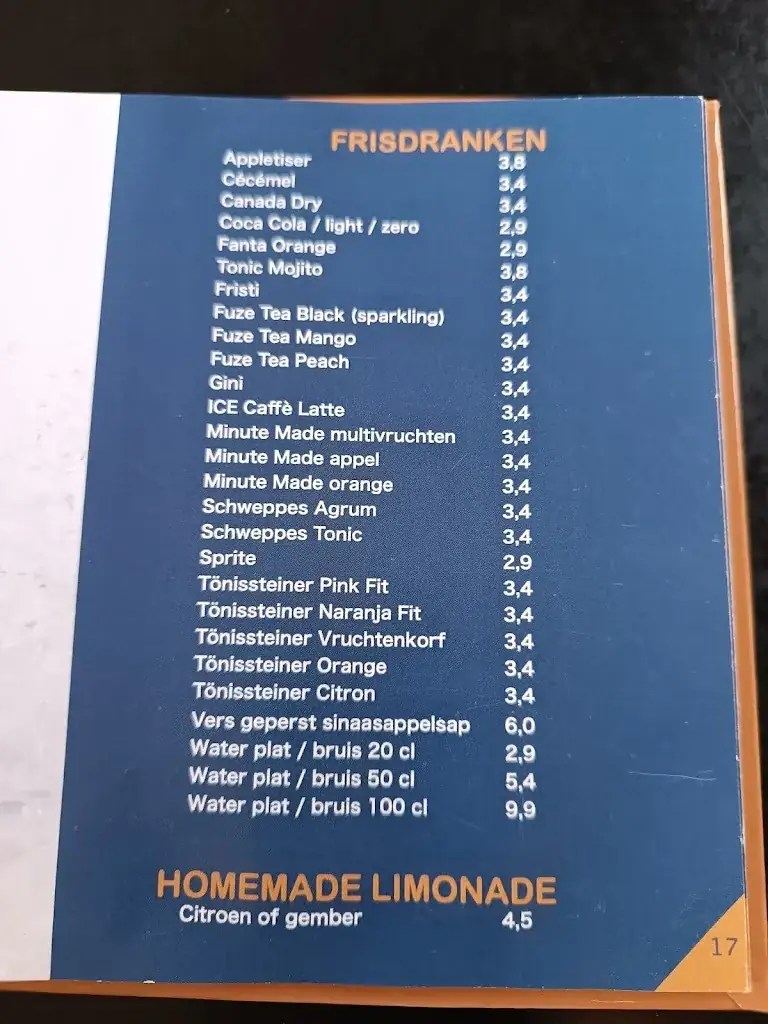 FRISDRANKEN
Appletiser 3,8
Cécémel 3,4
Canada Dry 3,4
Coca Cola / light / zero 2,9
Fanta Orange 2,9
Tonic Mojito 3,8
Fristi 3,4
Fuze Tea Black (sparkling) 3,4
Fuze Tea Mango 3,4
Fuze Tea Peach 3,4
Gini 3,4
ICE Caffè Latte 3,4
Minute Made multivruchten 3,4
Minute Made appel 3,4
Minute Made orange 3,4
Schweppes Agrum 3,4
Schweppes Tonic 3,4
Sprite 2,9
Tönissteiner Pink Fit 3,4
Tönissteiner Naranja Fit 3,4
Tönissteiner Vruchtenkorf 3,4
Tönissteiner Orange 3,4
Tönissteiner Citron 3,4
Vers geperst sinaasappelsap 6,0
Water plat / bruis 20 cl 2,9
Water plat / bruis 50 cl 5,4
Water plat / bruis 100 cl 9,9
HOMEMADE LIMONADE
Citroen of gember 4,5
17